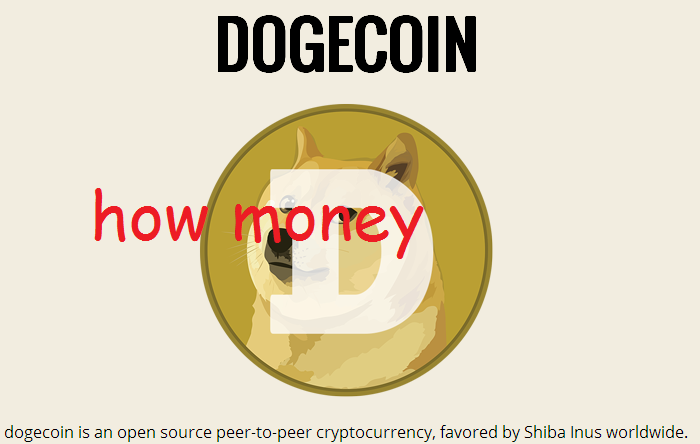 DOGECOIN
how money
D
dogecoin is an open source peer-to-peer cryptocurrency, favored by Shiba Inus worldwide.